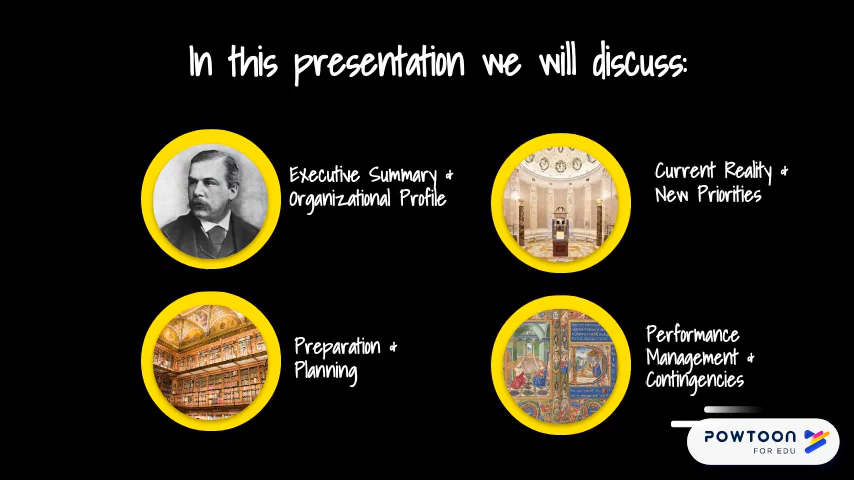 In this presentation we will discuss:
Executive Summary &
Organizational Profile
Current Reality &
New Priorities
Preparation &
Planning
Performance
Management &
Contingencies
POWTOON
FOR EDU